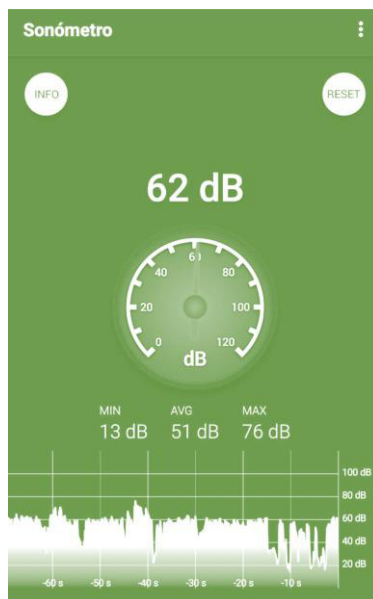 Sonómetro
INFO
RESET
62 dB
60
40
80
20
100
0
120
dB
MIN AVG MAX
13 dB 51 dB 76 dB
100 dB
80 dB
60 dB
40 dB
20 dB
-60 s -50 s -40 s -30 s -20 s -10 s